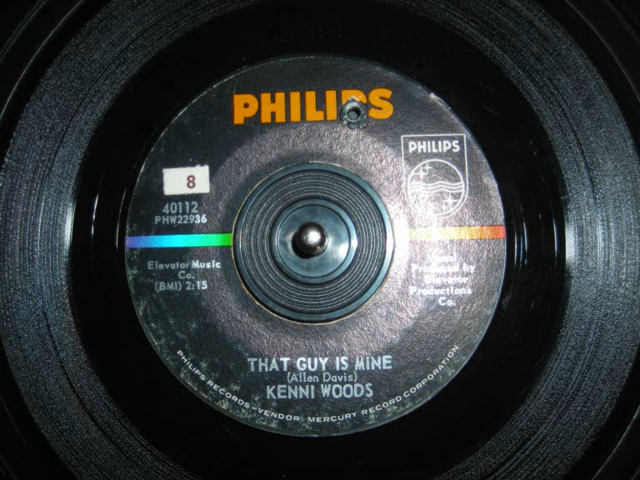 PHILIPS
PHILIPS
8
40112
PHW22936
Elevator Music
Co.
(BMI) 2:15
by
Productions
Co.
THAT GUY IS MINE
(Allen Davis)
KENNI WOODS
PHILIPS RECORDS—VENDOR: MERCURY RECORD CORPORATION